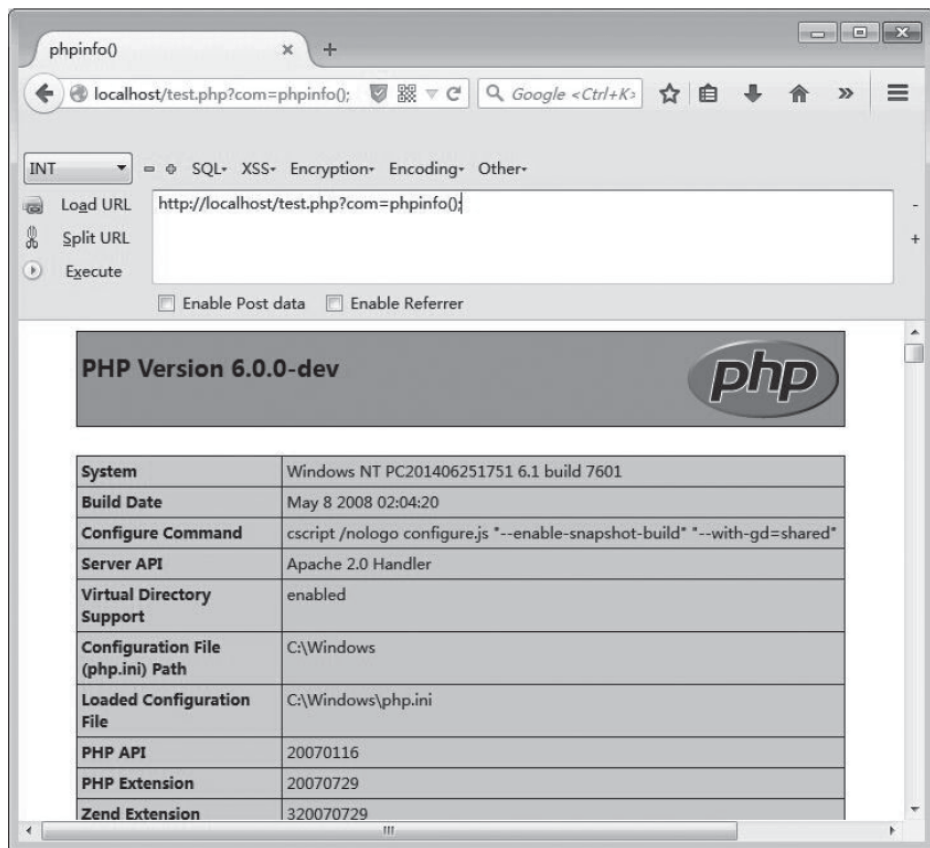 phpinfo()
localhost/test.php?com=phpinfo();
Google <Ctrl+K>
INT
SQL- XSS- Encryption- Encoding- Other-
Load URL
http://localhost/test.php?com=phpinfo();
Split URL
Execute
Enable Post data Enable Referrer
PHP Version 6.0.0-dev
php
System Windows NT PC201406251751 6.1 build 7601
Build Date May 8 2008 02:04:20
Configure Command cscript /nologo configure.js "--enable-snapshot-build" "--with-gd=shared"
Server API Apache 2.0 Handler
Virtual Directory enabled
Support
Configuration File C:\Windows
(php.ini) Path
Loaded Configuration C:\Windows\php.ini
File
PHP API 20070116
PHP Extension 20070729
Zend Extension 320070729